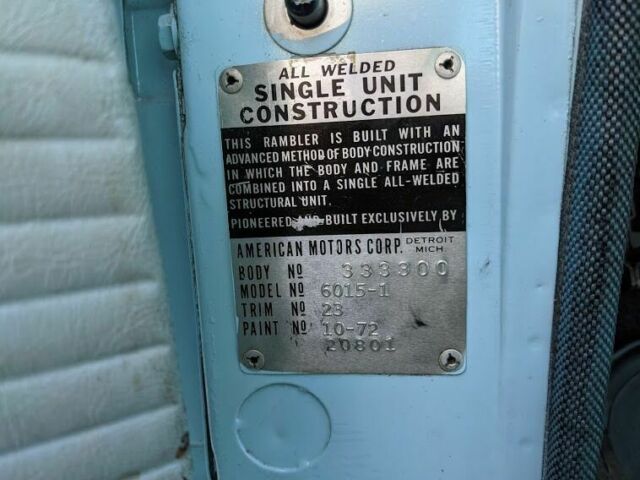 ALL WELDED
SINGLE UNIT
CONSTRUCTION
THIS RAMBLER IS BUILT WITH AN
ADVANCED METHOD OF BODY CONSTRUCTION
IN WHICH THE BODY AND FRAME ARE
COMBINED INTO A SINGLE ALL-WELDED
STRUCTURAL UNIT.
PIONEERED AND BUILT EXCLUSIVELY BY
AMERICAN MOTORS CORP. DETROIT MICH.
BODY Nº 333300
MODEL Nº 6015-1
TRIM Nº 23
PAINT Nº 10-72
20801